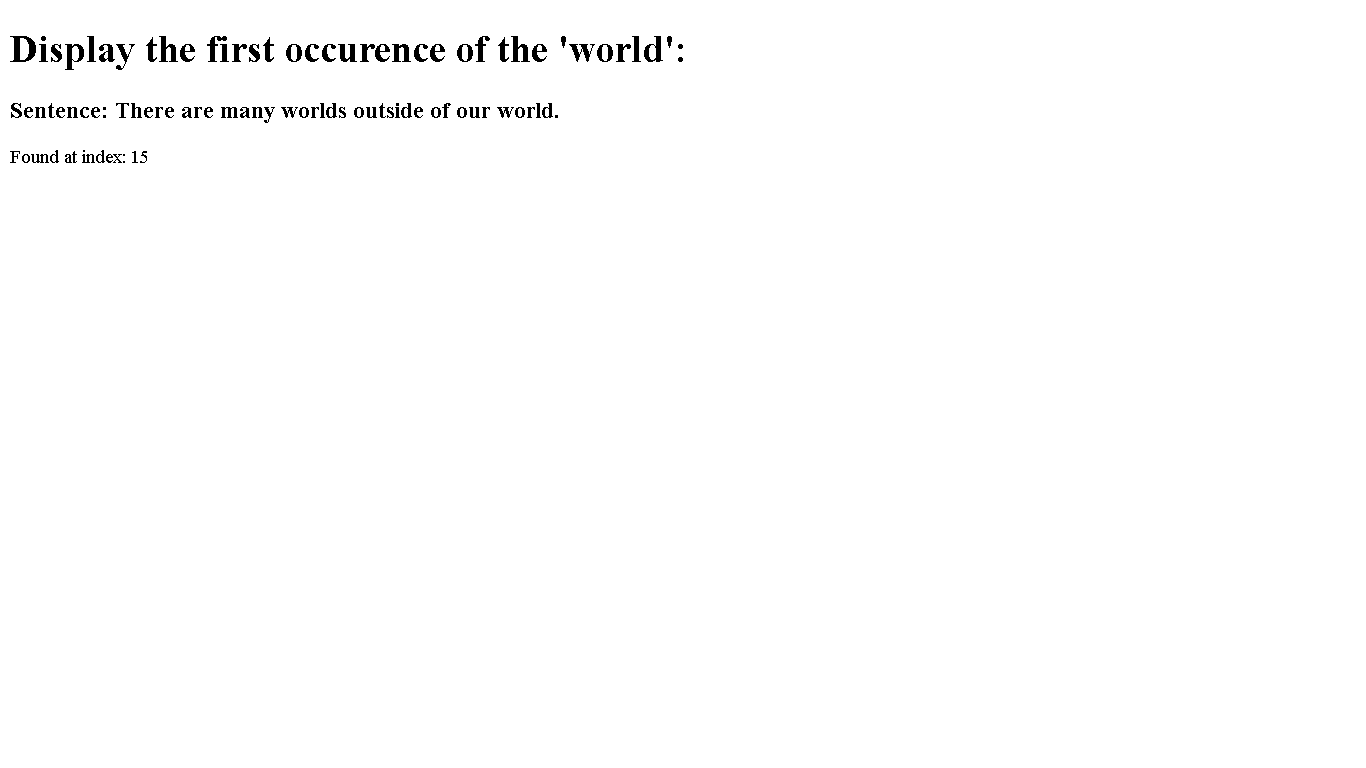 Display the first occurence of the 'world':
Sentence: There are many worlds outside of our world.
Found at index: 15